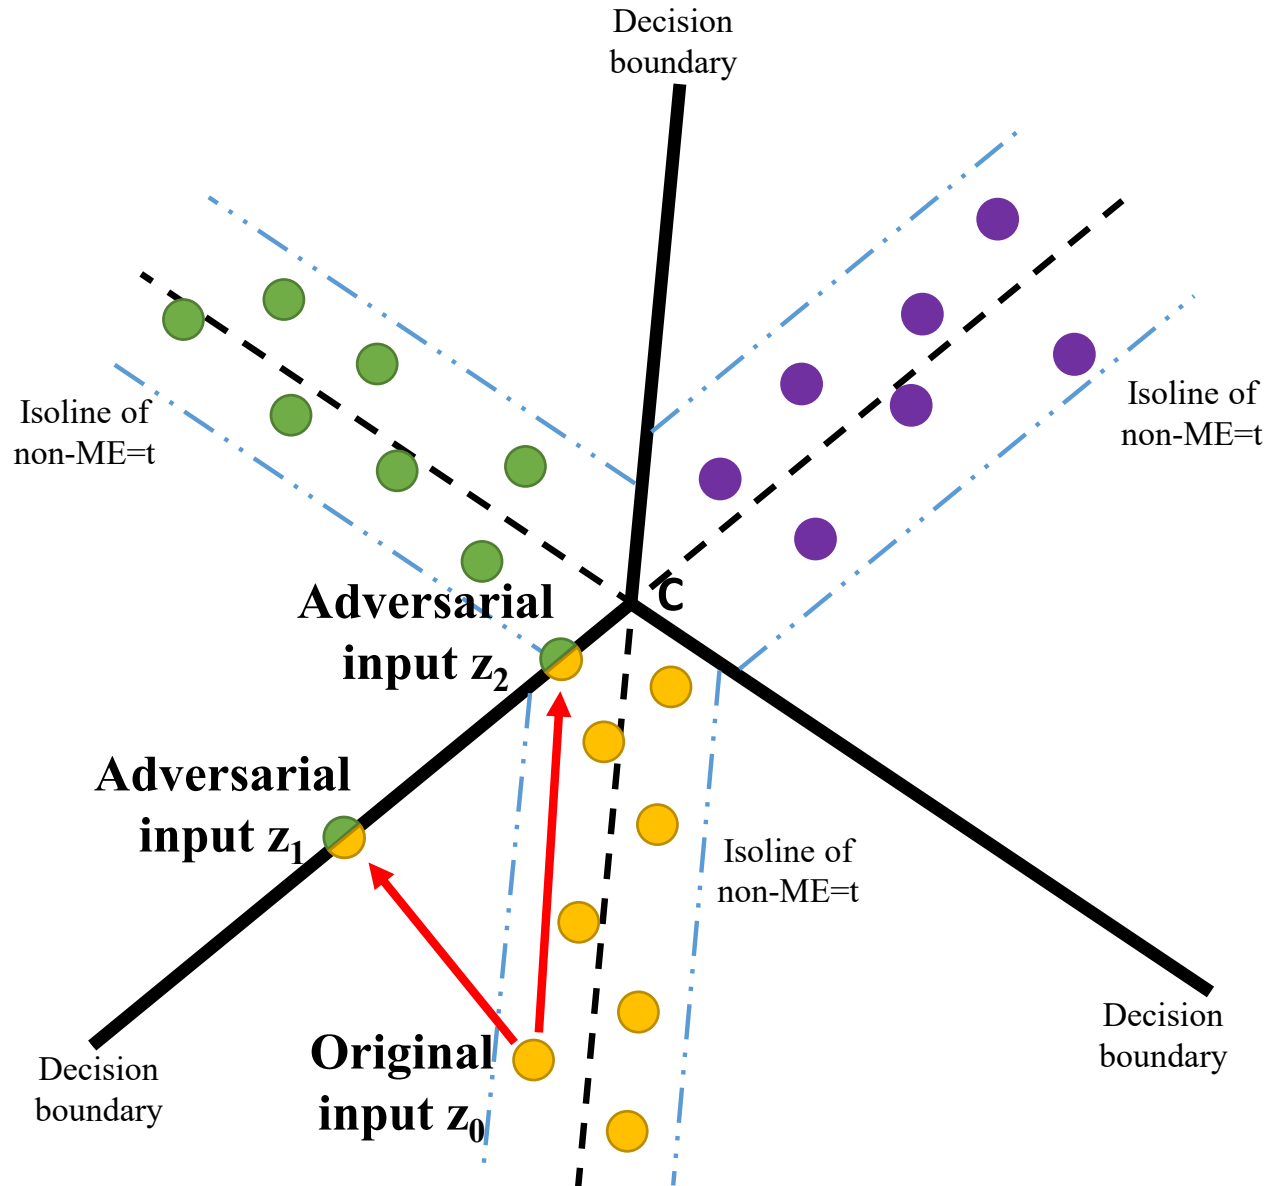 Decision
boundary
Isoline of
non-ME=t
Isoline of
non-ME=t
C
Adversarial
input z₂
Adversarial
input z₁
Isoline of
non-ME=t
Original
input z₀
Decision
boundary
Decision
boundary